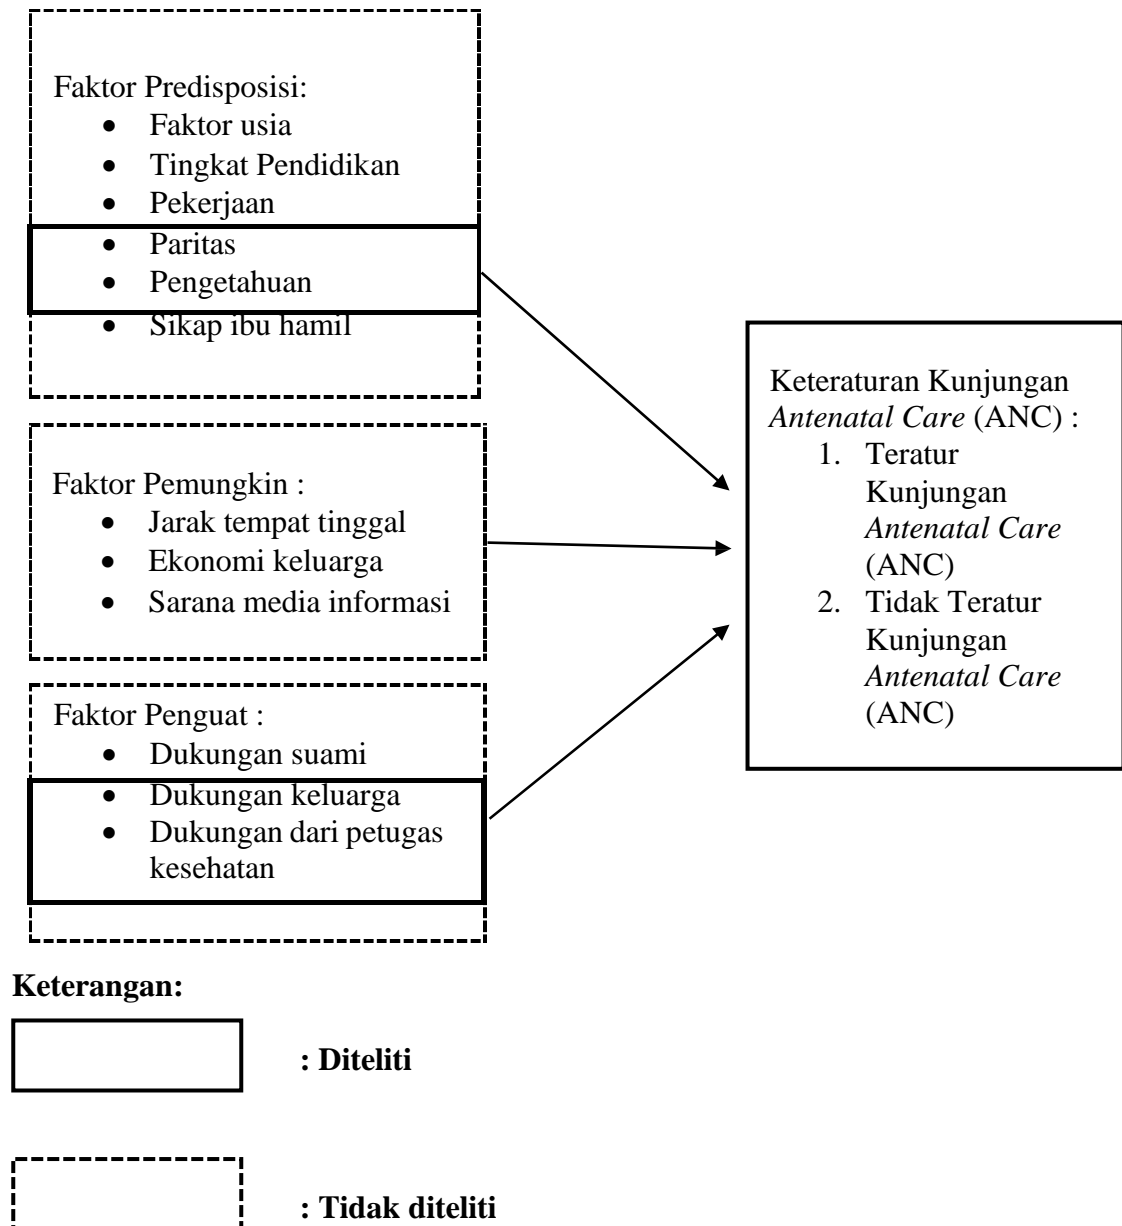 Faktor Predisposisi:
• Faktor usia
• Tingkat Pendidikan
• Pekerjaan
• Paritas
• Pengetahuan
• Sikap ibu hamil
Faktor Pemungkin :
• Jarak tempat tinggal
• Ekonomi keluarga
• Sarana media informasi
Faktor Penguat :
• Dukungan suami
• Dukungan keluarga
• Dukungan dari petugas
kesehatan
Keteraturan Kunjungan
Antenatal Care (ANC) :
1. Teratur
Kunjungan
Antenatal Care
(ANC)
2. Tidak Teratur
Kunjungan
Antenatal Care
(ANC)
Keterangan:
: Diteliti
: Tidak diteliti